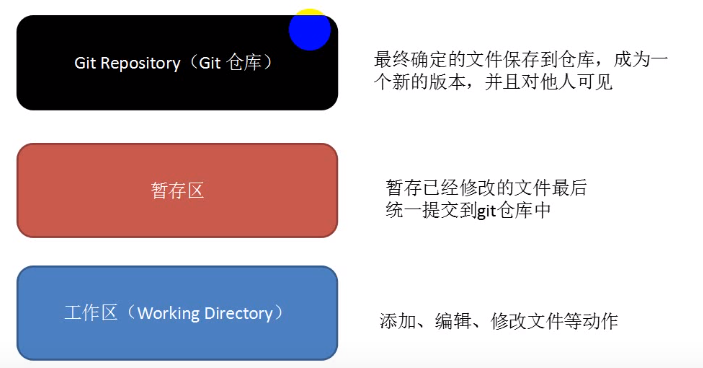 Git Repository（Git 仓库）
最终确定的文件保存到仓库，成为一
个新的版本，并且对他人可见
暂存区
暂存已经修改的文件最后
统一提交到git仓库中
工作区（Working Directory）
添加、编辑、修改文件等动作